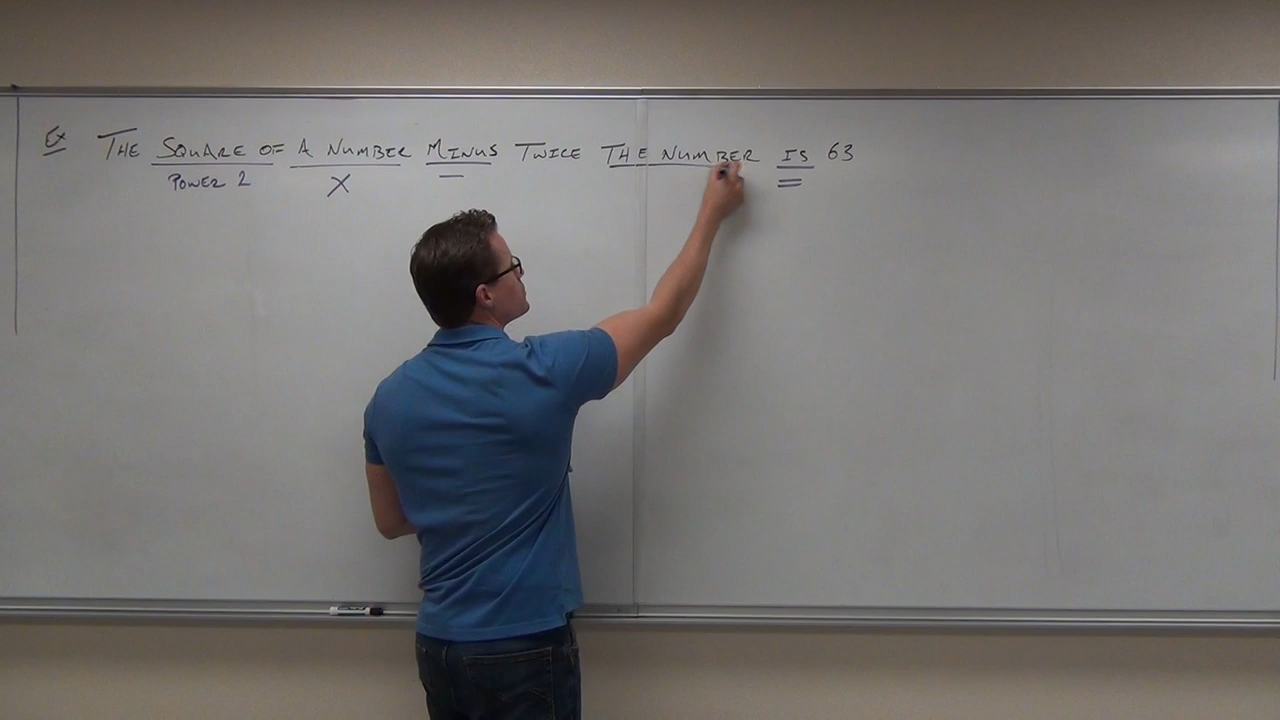 Ex THE SQUARE OF A NUMBER MINUS TWICE THE NUMBER IS 63
POWER 2 X − =